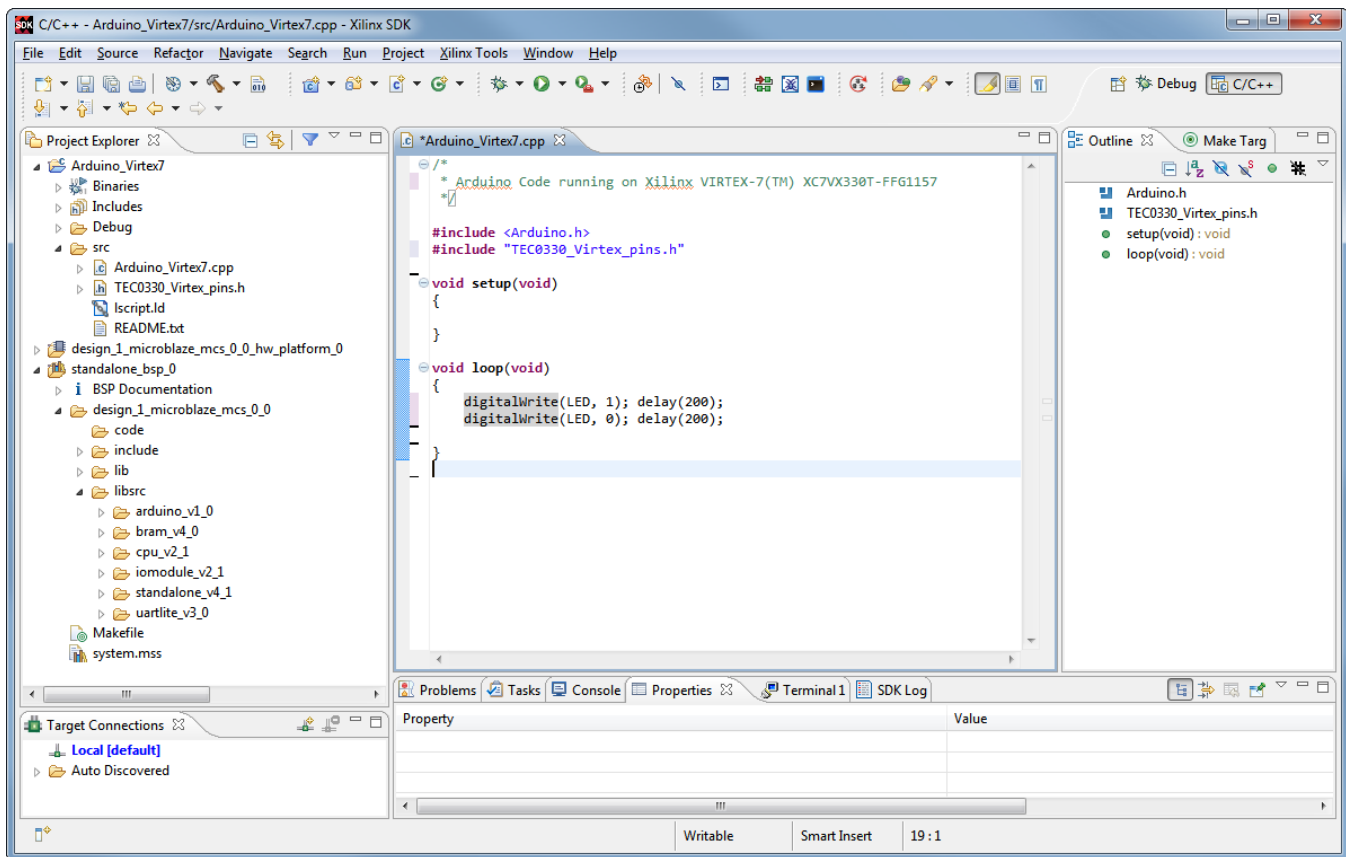 SDK C/C++ - Arduino_Virtex7/src/Arduino_Virtex7.cpp - Xilinx SDK
File Edit Source Refactor Navigate Search Run Project Xilinx Tools Window Help
Debug C/C++
Project Explorer
Arduino_Virtex7
Binaries
Includes
Debug
src
Arduino_Virtex7.cpp
TEC0330_Virtex_pins.h
lscript.ld
README.txt
design_1_microblaze_mcs_0_0_hw_platform_0
standalone_bsp_0
BSP Documentation
design_1_microblaze_mcs_0_0
code
include
lib
libsrc
arduino_v1_0
bram_v4_0
cpu_v2_1
iomodule_v2_1
standalone_v4_1
uartlite_v3_0
Makefile
system.mss
Target Connections
Local [default]
Auto Discovered
*Arduino_Virtex7.cpp
/*
* Arduino Code running on Xilinx VIRTEX-7(TM) XC7VX330T-FFG1157
*/
#include <Arduino.h>
#include "TEC0330_Virtex_pins.h"
void setup(void)
{
}
void loop(void)
{
digitalWrite(LED, 1); delay(200);
digitalWrite(LED, 0); delay(200);
}
Outline Make Targ
Arduino.h
TEC0330_Virtex_pins.h
setup(void) : void
loop(void) : void
Problems Tasks Console Properties Terminal 1 SDK Log
Property Value
Writable Smart Insert 19 : 1